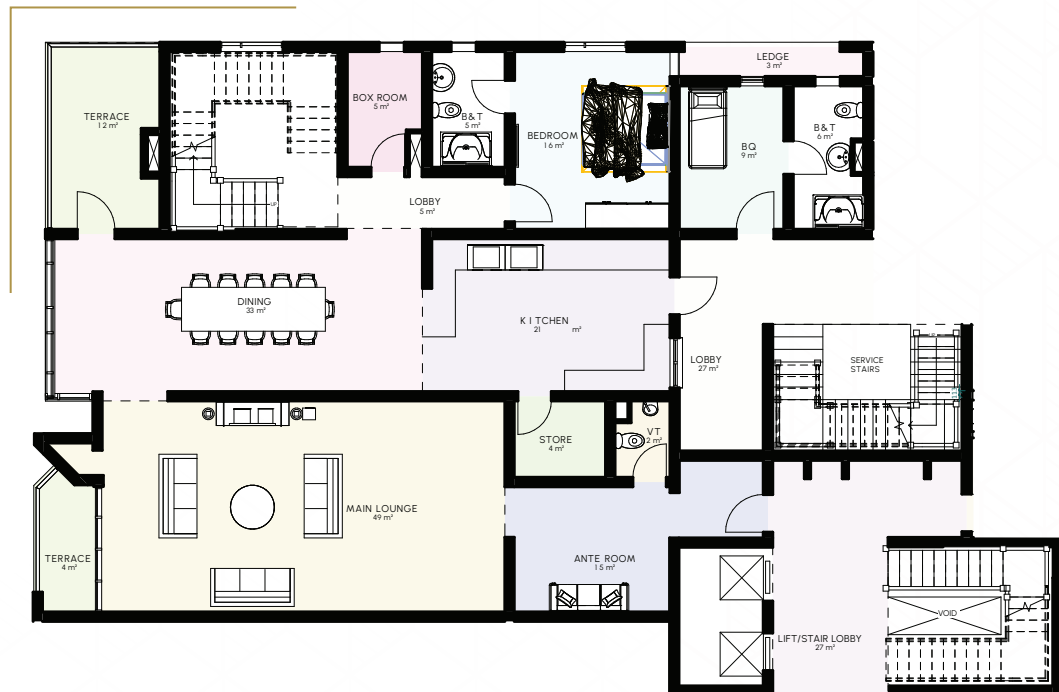 LEDGE
3 m²
TERRACE
12 m²
BOX ROOM
5 m²
B&T
5 m²
BEDROOM
16 m²
BQ
9 m²
B&T
6 m²
UP
LOBBY
5 m²
DINING
33 m²
K I TCHEN
21 m²
LOBBY
27 m²
SERVICE
STAIRS
STORE
4 m²
VT
2 m²
MAIN LOUNGE
49 m²
TERRACE
4 m²
ANTE ROOM
15 m²
VOID
LIFT/STAIR LOBBY
27 m²